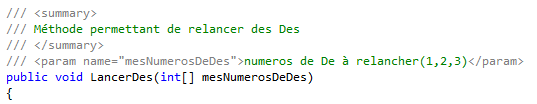 /// <summary>
/// Méthode permettant de relancer des Des
/// </summary>
/// <param name="mesNumerosDeDes">numeros de De à relancher(1,2,3)</param>
public void LancerDes(int[] mesNumerosDeDes)
{